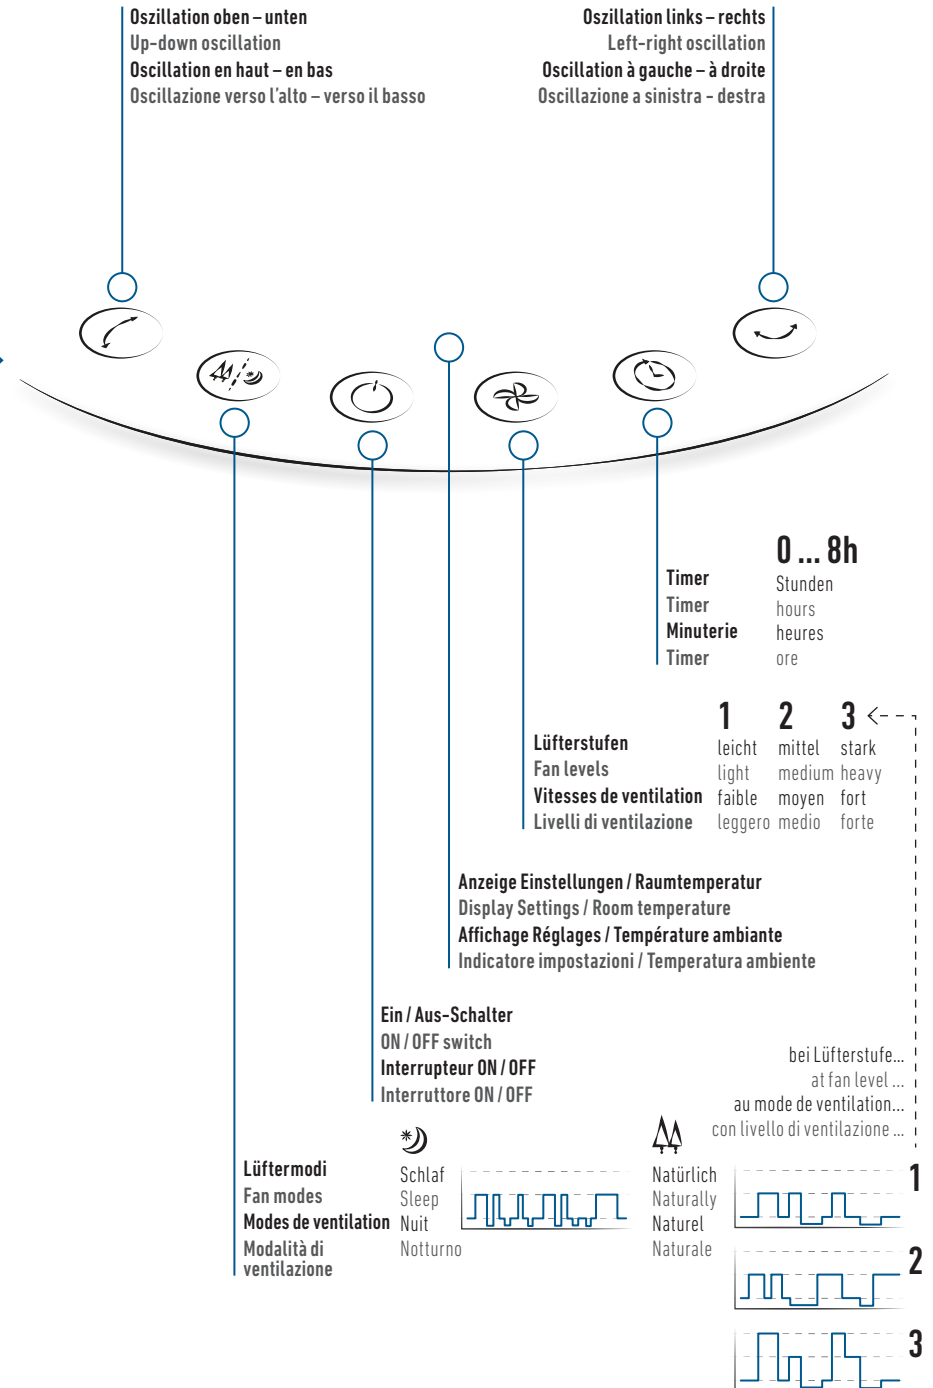 Oszillation oben – unten
Up-down oscillation
Oscillation en haut – en bas
Oscillazione verso l'alto – verso il basso
Oszillation links – rechts
Left-right oscillation
Oscillation à gauche – à droite
Oscillazione a sinistra - destra
0 ... 8h
Timer
Timer
Minuterie
Timer
Stunden
hours
heures
ore
1 2 3
Lüfterstufen
Fan levels
Vitesses de ventilation
Livelli di ventilazione
leicht mittel stark
light medium heavy
faible moyen fort
leggero medio forte
Anzeige Einstellungen / Raumtemperatur
Display Settings / Room temperature
Affichage Réglages / Température ambiante
Indicatore impostazioni / Temperatura ambiente
Ein / Aus-Schalter
ON / OFF switch
Interrupteur ON / OFF
Interruttore ON / OFF
bei Lüfterstufe...
at fan level ...
au mode de ventilation...
con livello di ventilazione ...
Lüftermodi
Fan modes
Modes de ventilation
Modalità di
ventilazione
Schlaf
Sleep
Nuit
Notturno
Natürlich
Naturally
Naturel
Naturale
1
2
3